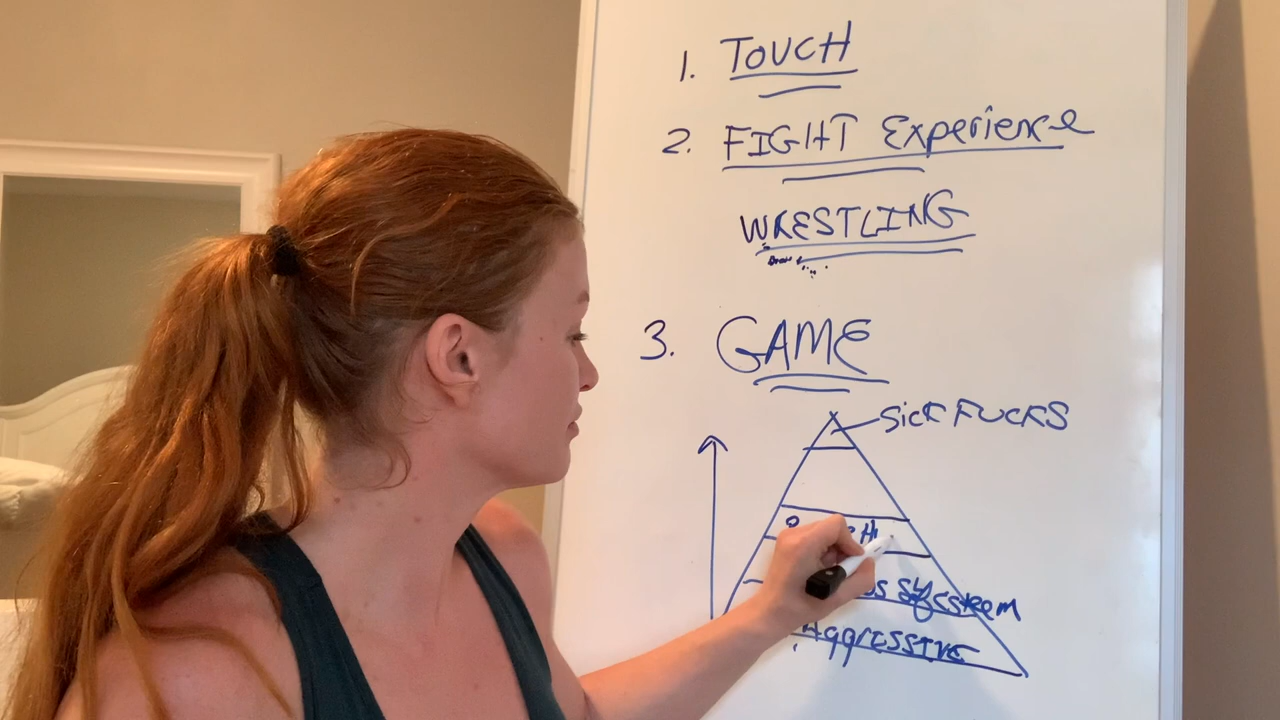 1. TOUCH
2. FIGHT Experience
WRESTLING
3. GAME
SICK FUCKS
Aggressive